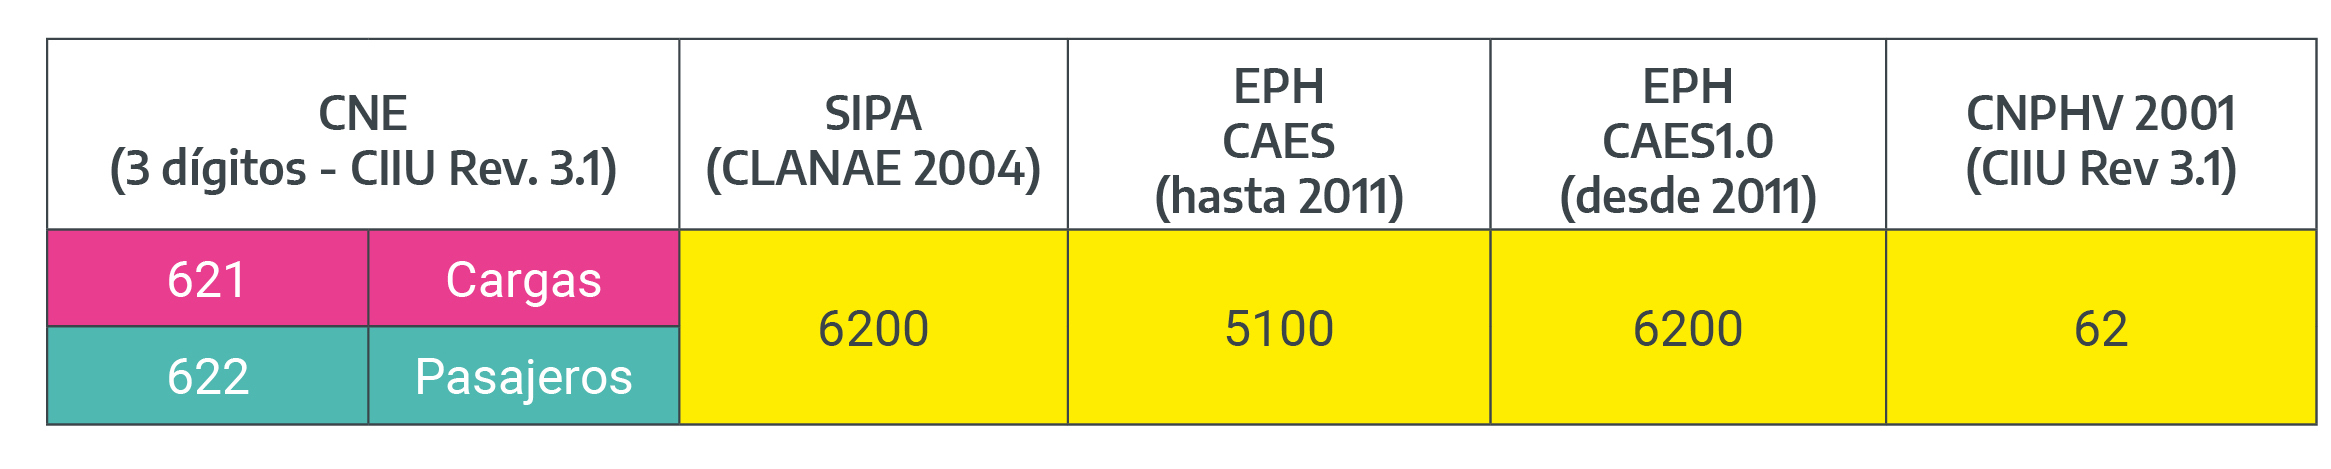 CNE
(3 dígitos - CIIU Rev. 3.1)
SIPA
(CLANAE 2004)
EPH
CAES
(hasta 2011)
EPH
CAES1.0
(desde 2011)
CNPHV 2001
(CIIU Rev 3.1)
621
Cargas
622
Pasajeros
6200
5100
6200
62